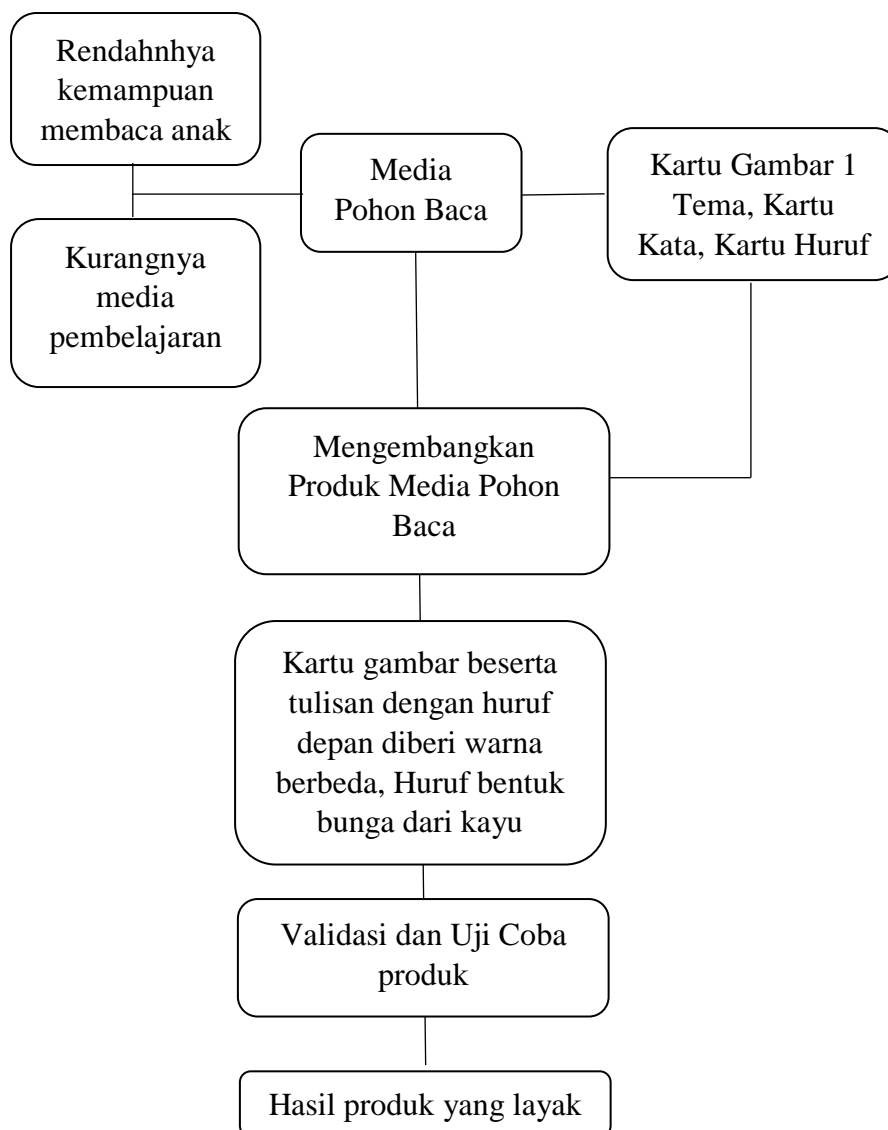 Rendahnhya
kemampuan
membaca anak
Media
Pohon Baca
Kartu Gambar 1
Tema, Kartu
Kata, Kartu Huruf
Kurangnya
media
pembelajaran
Mengembangkan
Produk Media Pohon
Baca
Kartu gambar beserta
tulisan dengan huruf
depan diberi warna
berbeda, Huruf bentuk
bunga dari kayu
Validasi dan Uji Coba
produk
Hasil produk yang layak